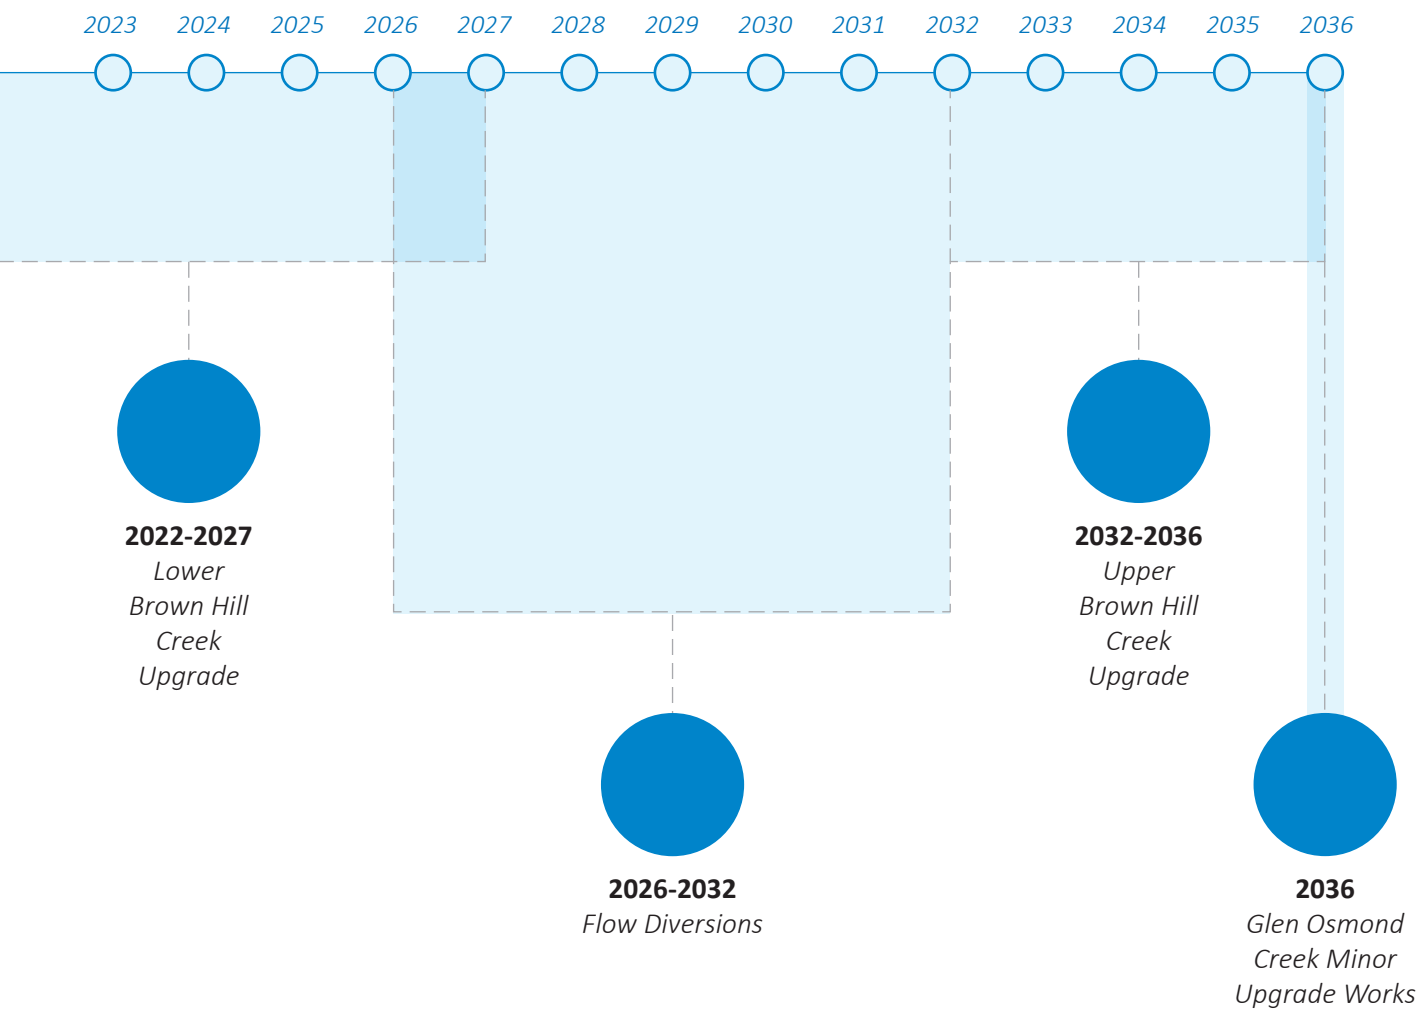 2023 2024 2025 2026 2027 2028 2029 2030 2031 2032 2033 2034 2035 2036
2022-2027
Lower
Brown Hill
Creek
Upgrade
2032-2036
Upper
Brown Hill
Creek
Upgrade
2026-2032
Flow Diversions
2036
Glen Osmond
Creek Minor
Upgrade Works